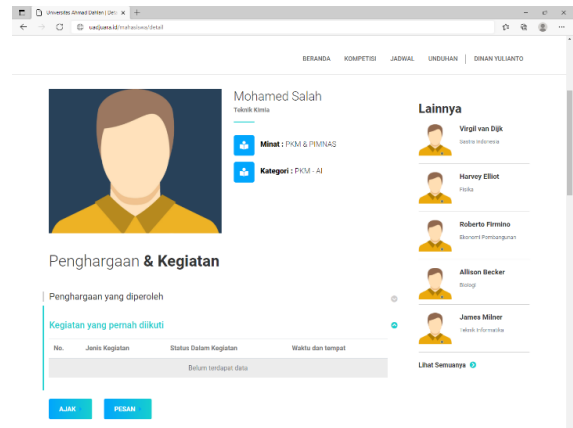 Universitas Ahmad Dahlan | Deta
uadjuara.id/mahasiswa/detail
BERANDA KOMPETISI JADWAL UNDUHAN DINAN YULIANTO
Mohamed Salah
Teknik Kimia
Minat : PKM & PIMNAS
Kategori : PKM - AI
Penghargaan & Kegiatan
Penghargaan yang diperoleh
Kegiatan yang pernah diikuti
No. Jenis Kegiatan Status Dalam Kegiatan Waktu dan tempat
Belum terdapat data
AJAK PESAN
Lainnya
Virgil van Dijk
Sastra Indonesia
Harvey Elliot
Fisika
Roberto Firmino
Ekonomi Pembangunan
Allison Becker
Biologi
James Milner
Teknik Informatika
Lihat Semuanya